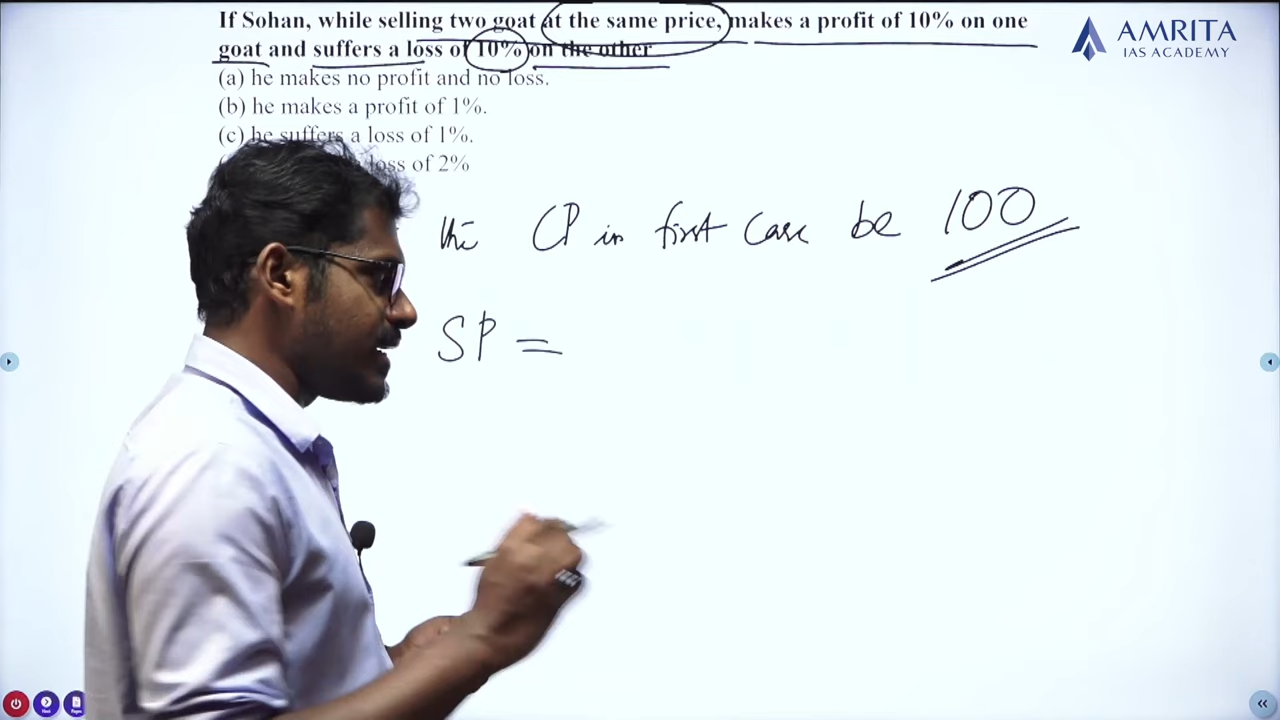 If Sohan, while selling two goat at the same price, makes a profit of 10% on one
goat and suffers a loss of 10% on the other
AMRITA
IAS ACADEMY
(a) he makes no profit and no loss.
(b) he makes a profit of 1%.
(c) he suffers a loss of 1%.
loss of 2%
the CP in first case be 100
SP =